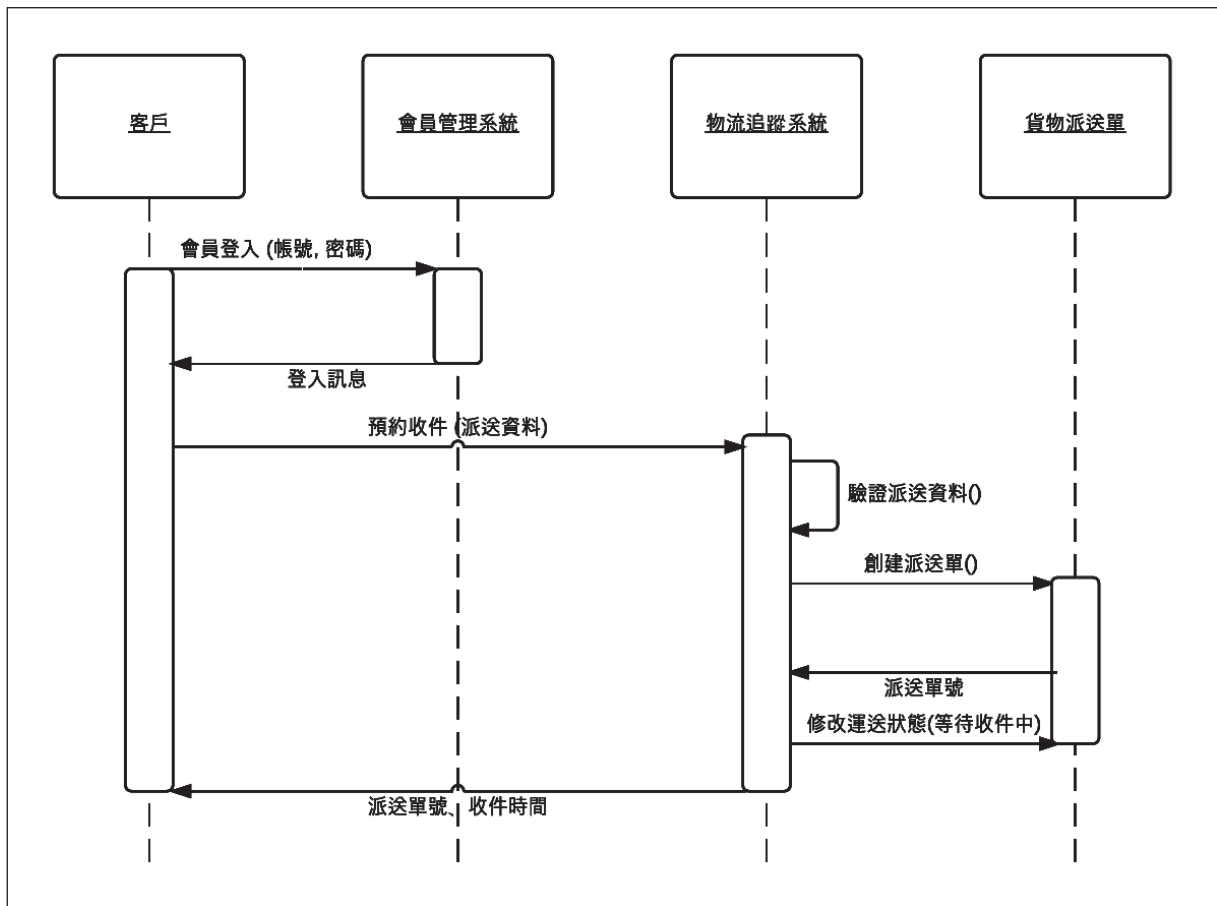 客戶
會員管理系統
物流追蹤系統
貨物派送單
會員登入 (帳號, 密碼)
登入訊息
預約收件 (派送資料)
驗證派送資料()
創建派送單()
派送單號
修改運送狀態(等待收件中)
派送單號、收件時間